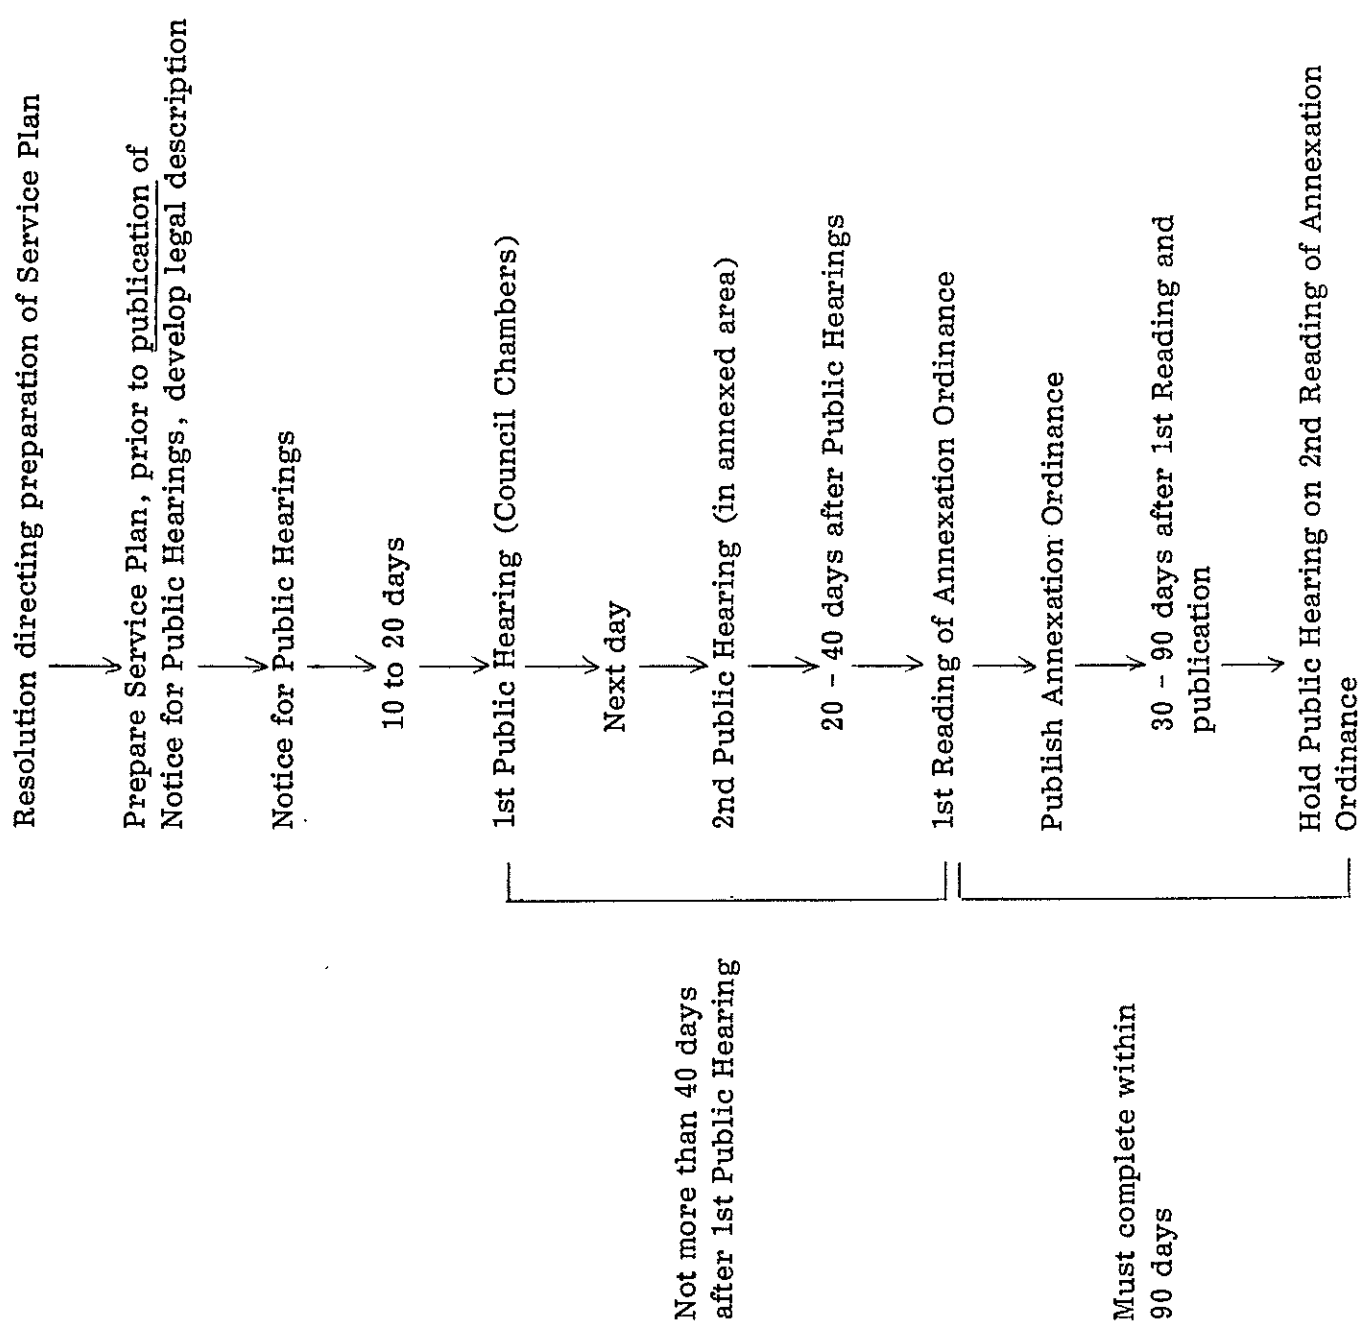 Resolution directing preparation of Service Plan
Prepare Service Plan, prior to publication of
Notice for Public Hearings, develop legal description
Notice for Public Hearings
10 to 20 days
1st Public Hearing (Council Chambers)
Next day
2nd Public Hearing (in annexed area)
20 - 40 days after Public Hearings
1st Reading of Annexation Ordinance
Publish Annexation Ordinance
30 - 90 days after 1st Reading and
publication
Hold Public Hearing on 2nd Reading of Annexation
Ordinance
Not more than 40 days
after 1st Public Hearing
Must complete within
90 days